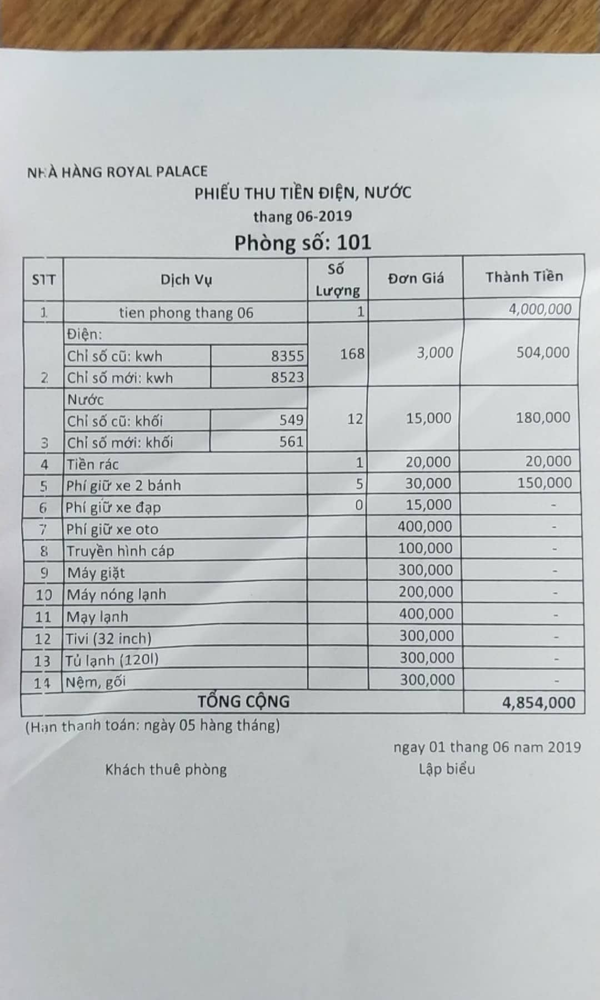 NHÀ HÀNG ROYAL PALACE
PHIẾU THU TIỀN ĐIỆN, NƯỚC
thang 06-2019
Phòng số: 101
STT Dịch Vụ Số Lượng Đơn Giá Thành Tiền
1 tien phong thang 06 1 4,000,000
Điện:
Chỉ số cũ: kwh 8355 168 3,000 504,000
2 Chỉ số mới: kwh 8523
Nước
Chỉ số cũ: khối 549 12 15,000 180,000
3 Chỉ số mới: khối 561
4 Tiền rác 1 20,000 20,000
5 Phí giữ xe 2 bánh 5 30,000 150,000
6 Phí giữ xe đạp 0 15,000 -
7 Phí giữ xe oto 400,000 -
8 Truyền hình cáp 100,000 -
9 Máy giặt 300,000 -
10 Máy nóng lạnh 200,000 -
11 Mạy lạnh 400,000 -
12 Tivi (32 inch) 300,000 -
13 Tủ lạnh (120l) 300,000 -
14 Nệm, gối 300,000 -
TỔNG CỘNG 4,854,000
(Hạn thanh toán: ngày 05 hàng tháng)
ngay 01 thang 06 nam 2019
Khách thuê phòng Lập biểu